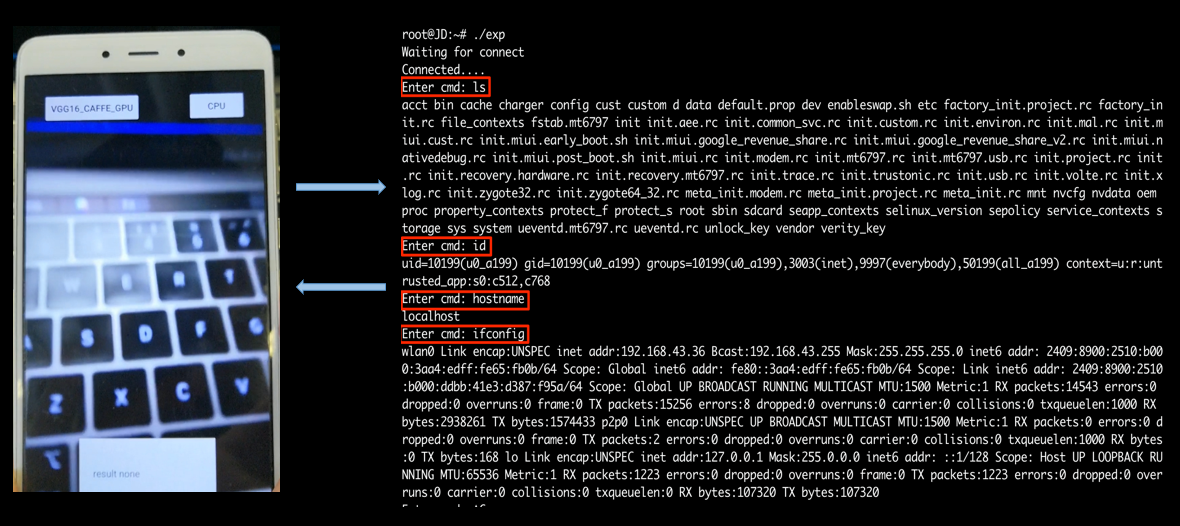 VGG16_CAFFE_GPU
CPU
S D F G
Z X C V
result none
root@JD:~# ./exp
Waiting for connect
Connected....
Enter cmd: ls
acct bin cache charger config cust custom d data default.prop dev enableswap.sh etc factory_init.project.rc factory_in
it.rc file_contexts fstab.mt6797 init init.aee.rc init.common_svc.rc init.custom.rc init.environ.rc init.mal.rc init.m
iui.cust.rc init.miui.early_boot.sh init.miui.google_revenue_share.rc init.miui.google_revenue_share_v2.rc init.miui.n
ativedebug.rc init.miui.post_boot.sh init.miui.rc init.modem.rc init.mt6797.rc init.mt6797.usb.rc init.project.rc init
.rc init.recovery.hardware.rc init.recovery.mt6797.rc init.trace.rc init.trustonic.rc init.usb.rc init.volte.rc init.x
log.rc init.zygote32.rc init.zygote64_32.rc meta_init.modem.rc meta_init.project.rc meta_init.rc mnt nvcfg nvdata oem
proc property_contexts protect_f protect_s root sbin sdcard seapp_contexts selinux_version sepolicy service_contexts s
torage sys system ueventd.mt6797.rc ueventd.rc unlock_key vendor verity_key
Enter cmd: id
uid=10199(u0_a199) gid=10199(u0_a199) groups=10199(u0_a199),3003(inet),9997(everybody),50199(all_a199) context=u:r:unt
rusted_app:s0:c512,c768
Enter cmd: hostname
localhost
Enter cmd: ifconfig
wlan0 Link encap:UNSPEC inet addr:192.168.43.36 Bcast:192.168.43.255 Mask:255.255.255.0 inet6 addr: 2409:8900:2510:b00
0:3aa4:edff:fe65:fb0b/64 Scope: Global inet6 addr: fe80::3aa4:edff:fe65:fb0b/64 Scope: Link inet6 addr: 2409:8900:2510
:b000:ddbb:41e3:d387:f95a/64 Scope: Global UP BROADCAST RUNNING MULTICAST MTU:1500 Metric:1 RX packets:14543 errors:0
dropped:0 overruns:0 frame:0 TX packets:15256 errors:8 dropped:0 overruns:0 carrier:0 collisions:0 txqueuelen:1000 RX
bytes:2938261 TX bytes:1574433 p2p0 Link encap:UNSPEC UP BROADCAST MULTICAST MTU:1500 Metric:1 RX packets:0 errors:0 d
ropped:0 overruns:0 frame:0 TX packets:2 errors:0 dropped:0 overruns:0 carrier:0 collisions:0 txqueuelen:1000 RX bytes
:0 TX bytes:168 lo Link encap:UNSPEC inet addr:127.0.0.1 Mask:255.0.0.0 inet6 addr: ::1/128 Scope: Host UP LOOPBACK RU
NNING MTU:65536 Metric:1 RX packets:1223 errors:0 dropped:0 overruns:0 frame:0 TX packets:1223 errors:0 dropped:0 over
runs:0 carrier:0 collisions:0 txqueuelen:0 RX bytes:107320 TX bytes:107320